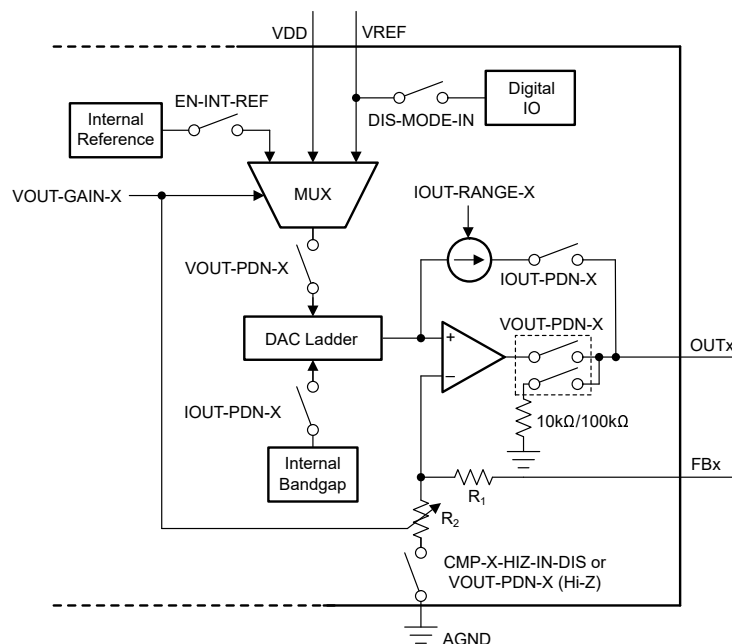 VDD
VREF
EN-INT-REF
Internal
Reference
DIS-MODE-IN
Digital
IO
VOUT-GAIN-X
MUX
IOUT-RANGE-X
VOUT-PDN-X
IOUT-PDN-X
DAC Ladder
VOUT-PDN-X
+
–
OUTx
IOUT-PDN-X
10kΩ/100kΩ
Internal
Bandgap
FBx
R1
R2
CMP-X-HIZ-IN-DIS or
VOUT-PDN-X (Hi-Z)
AGND